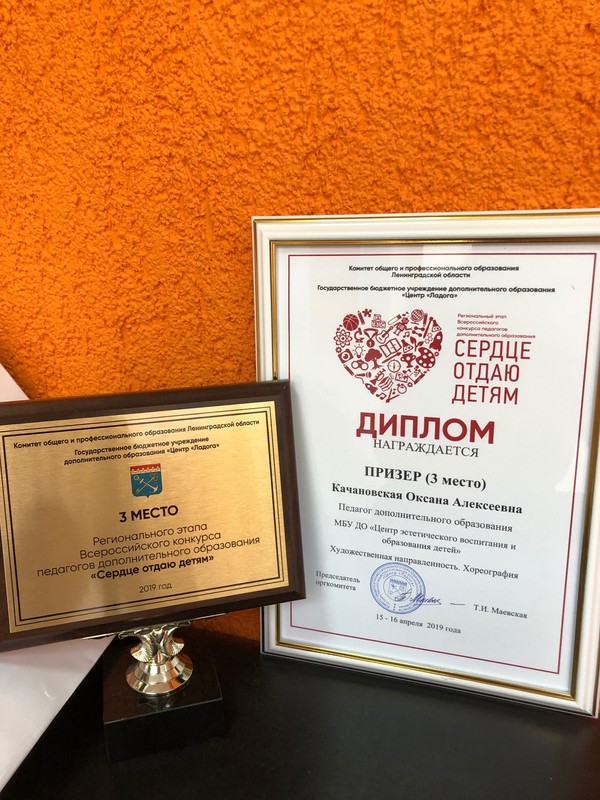 Комитет общего и профессионального образования Ленинградской области
Государственное бюджетное учреждение
дополнительного образования «Центр «Ладога»
3 МЕСТО
Регионального этапа
Всероссийского конкурса
педагогов дополнительного образования
«Сердце отдаю детям»
2019 год
Комитет общего и профессионального образования
Ленинградской области
Государственное бюджетное учреждение дополнительного образования
«Центр «Ладога»
Региональный этап
Всероссийского
конкурса педагогов
дополнительного образования
СЕРДЦЕ
ОТДАЮ
ДЕТЯМ
ДИПЛОМ
НАГРАЖДАЕТСЯ
ПРИЗЕР (3 место)
Качановская Оксана Алексеевна
Педагог дополнительного образования
МБУ ДО «Центр эстетического воспитания и
образования детей»
Художественная направленность. Хореография
Председатель
оргкомитета
Т.И. Маевская
15 - 16 апреля 2019 года